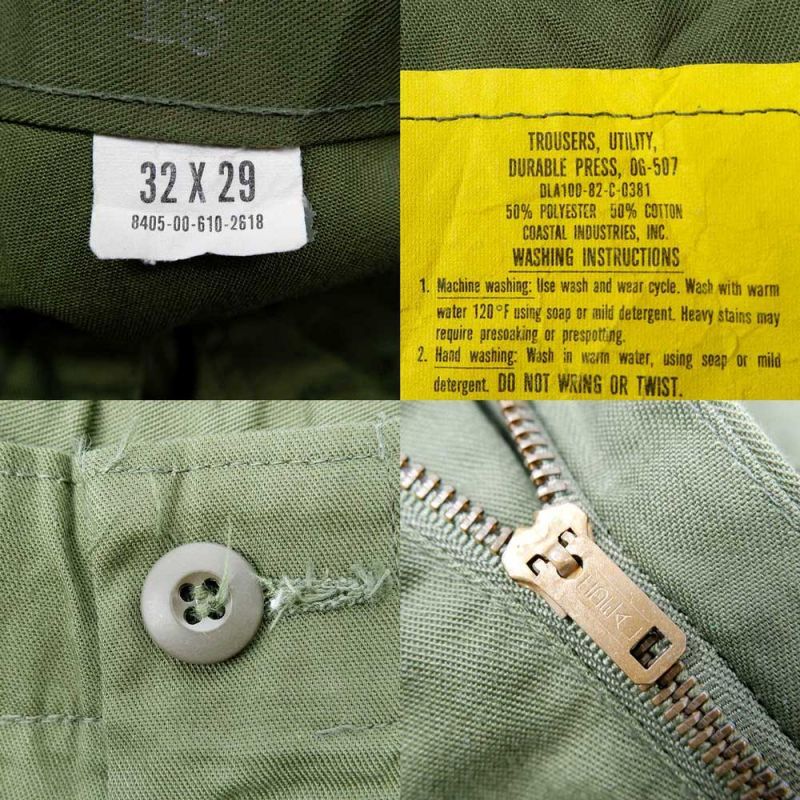 16
32 X 29
8405-00-610-2618
TROUSERS, UTILITY,
DURABLE PRESS, OG-507
DLA100-82-C-0381
50% POLYESTER 50% COTTON
COASTAL INDUSTRIES, INC.
WASHING INSTRUCTIONS
1. Machine washing: Use wash and wear cycle. Wash with warm
water 120°F using soap or mild detergent. Heavy stains may
require presoaking or prespotting.
2. Hand washing: Wash in warm water, using soap or mild
detergent. DO NOT WRING OR TWIST.